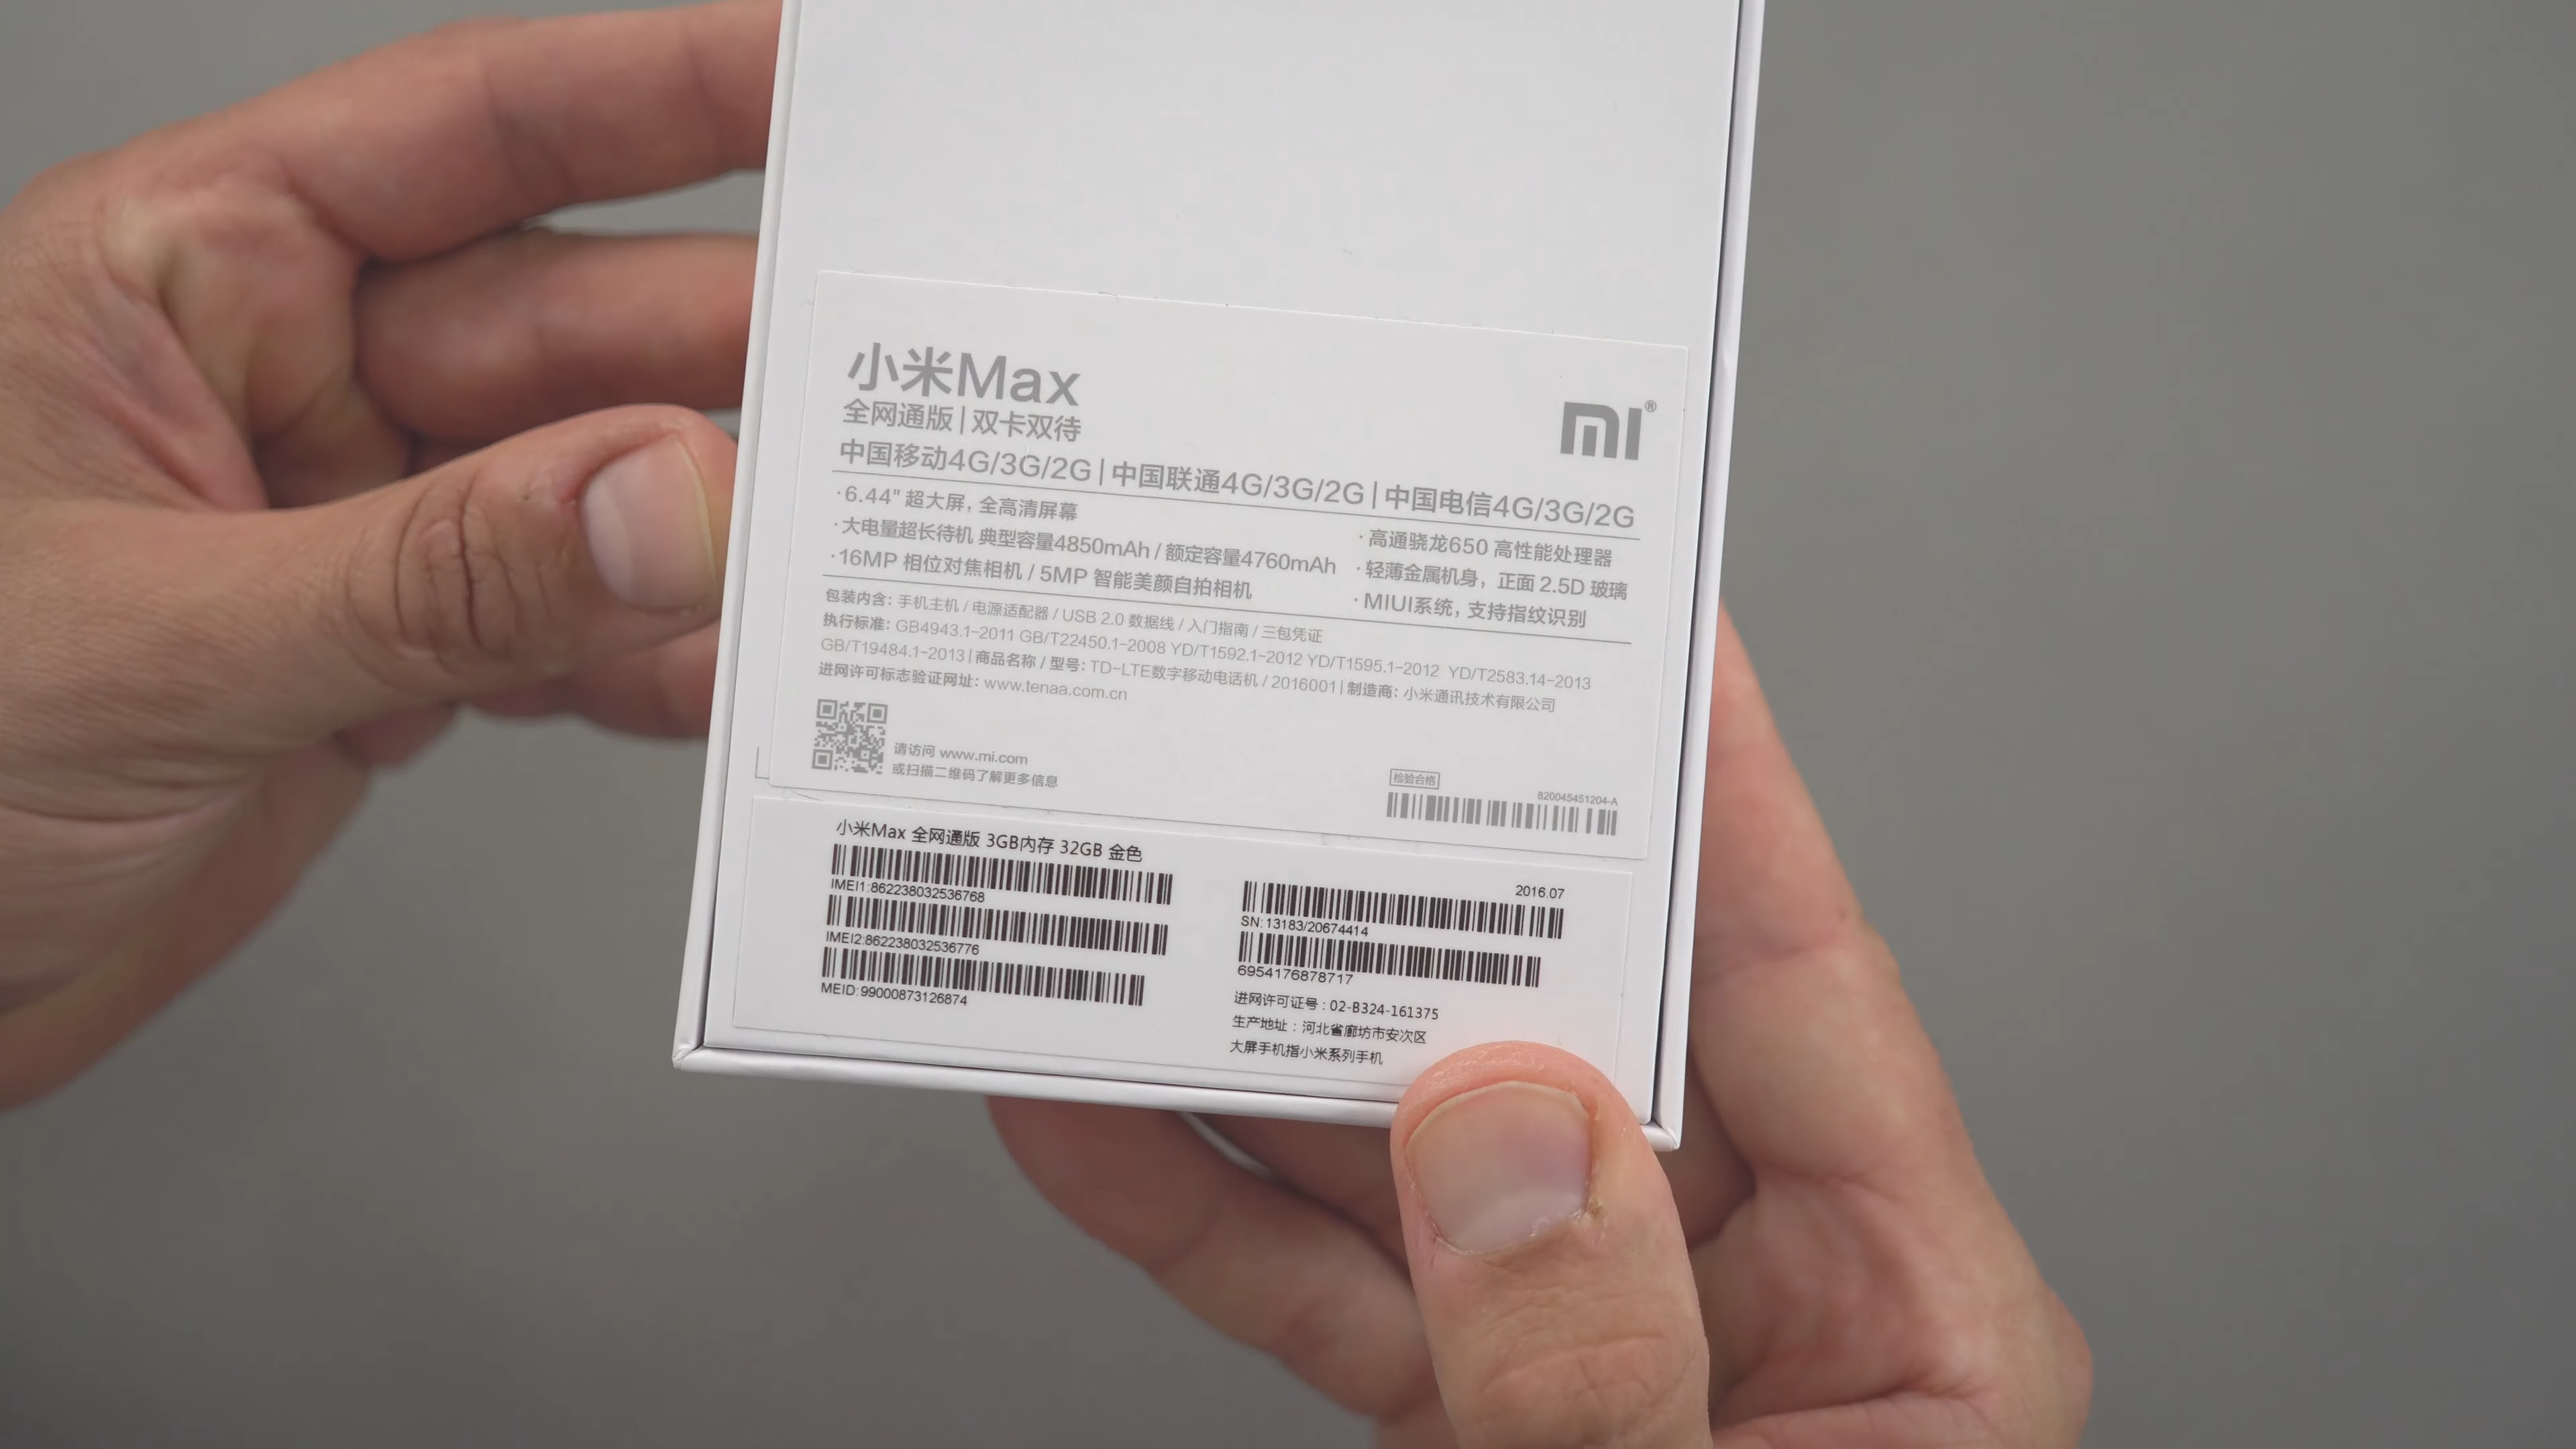 小米Max
全网通版 | 双卡双待
mi®
中国移动4G/3G/2G | 中国联通4G/3G/2G | 中国电信4G/3G/2G
·6.44" 超大屏, 全高清屏幕
·大电量超长待机 典型容量4850mAh / 额定容量4760mAh
·16MP 相位对焦相机 / 5MP 智能美颜自拍相机
·高通骁龙650 高性能处理器
·轻薄金属机身, 正面 2.5D 玻璃
·MIUI系统, 支持指纹识别
包装内含: 手机主机 / 电源适配器 / USB 2.0 数据线 / 入门指南 / 三包凭证
执行标准: GB4943.1-2011 GB/T22450.1-2008 YD/T1592.1-2012 YD/T1595.1-2012 YD/T2583.14-2013
GB/T19484.1-2013 | 商品名称 / 型号: TD-LTE数字移动电话机 / 2016001 | 制造商: 小米通讯技术有限公司
进网许可标志验证网址: www.tenaa.com.cn
请访问 www.mi.com
或扫描二维码了解更多信息
检验合格
820045451204-A
小米Max 全网通版 3GB内存 32GB 金色
IMEI1:862238032536768
IMEI2:862238032536776
MEID:99000873126874
2016.07
SN:13183/20674414
6954176878717
进网许可证号：02-B324-161375
生产地址：河北省廊坊市安次区
大屏手机指小米系列手机